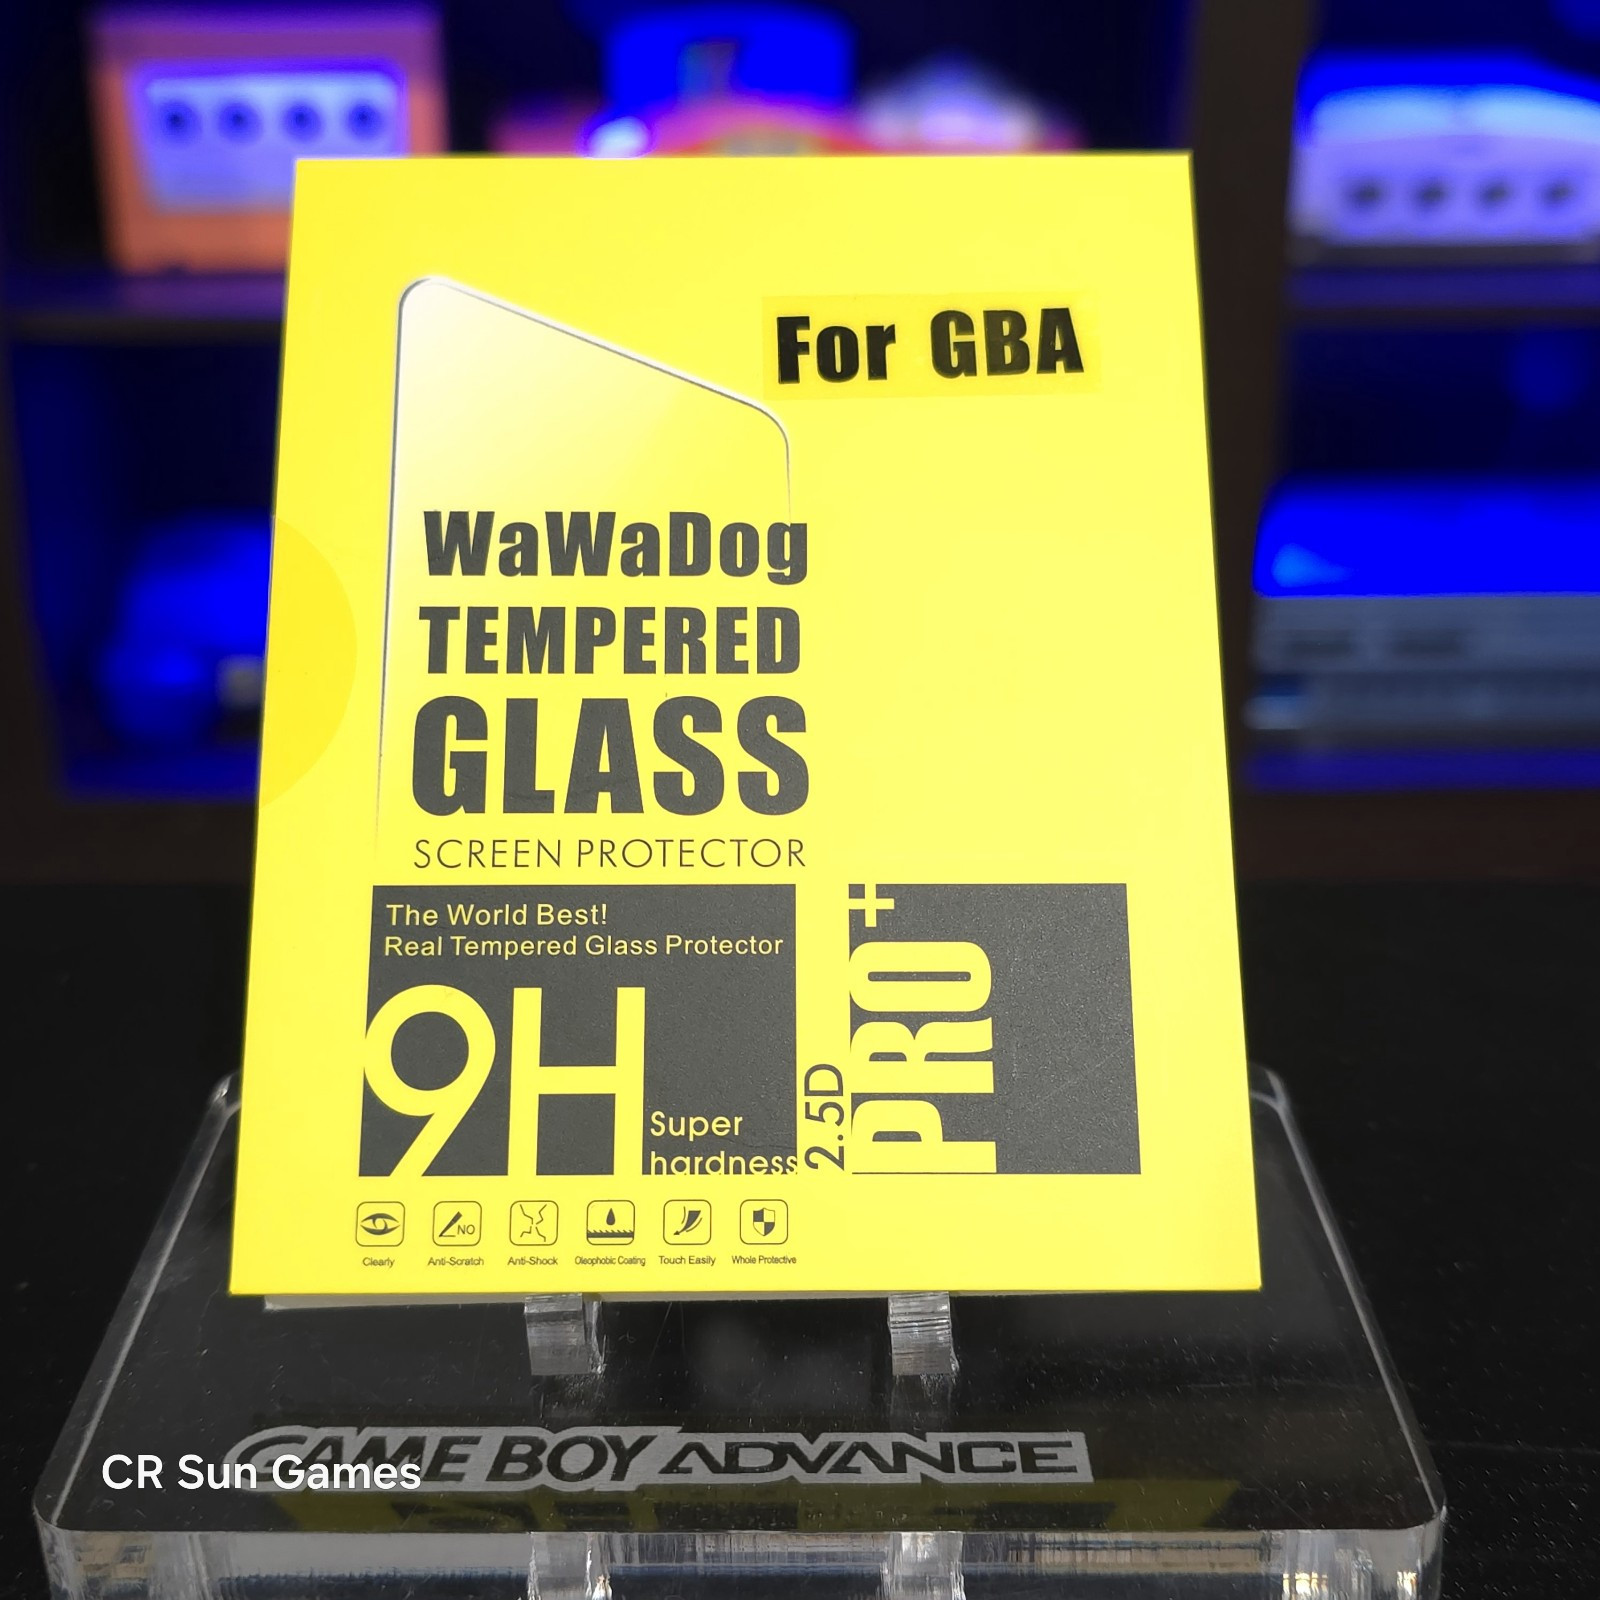 For GBA
WaWaDog
TEMPERED
GLASS
SCREEN PROTECTOR
The World Best!
Real Tempered Glass Protector
9H
Super
hardness
2.5D
PRO+
NO
Clearly
Anti-Scratch
Anti-Shock
Oleophobic Coating
Touch Easily
Whole Protective
GAME BOY ADVANCE
CR Sun Games